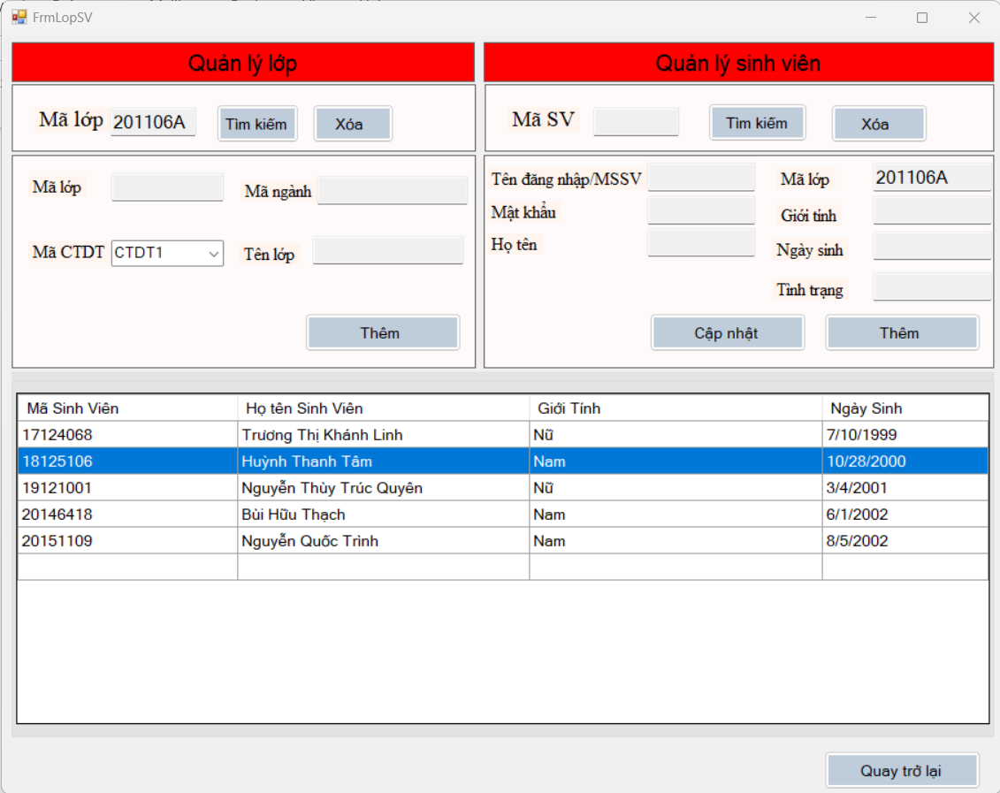 FrmLopSV
Quản lý lớp
Quản lý sinh viên
Mã lớp 201106A Tìm kiếm Xóa
Mã SV Tìm kiếm Xóa
Mã lớp Mã ngành
Mã CTDT CTDT1 Tên lớp
Thêm
Tên đăng nhập/MSSV Mã lớp 201106A
Mật khẩu Giới tính
Họ tên Ngày sinh
Tình trạng
Cập nhật Thêm
Mã Sinh Viên Họ tên Sinh Viên Giới Tính Ngày Sinh
17124068 Trương Thị Khánh Linh Nữ 7/10/1999
18125106 Huỳnh Thanh Tâm Nam 10/28/2000
19121001 Nguyễn Thùy Trúc Quyên Nữ 3/4/2001
20146418 Bùi Hữu Thạch Nam 6/1/2002
20151109 Nguyễn Quốc Trình Nam 8/5/2002
Quay trở lại